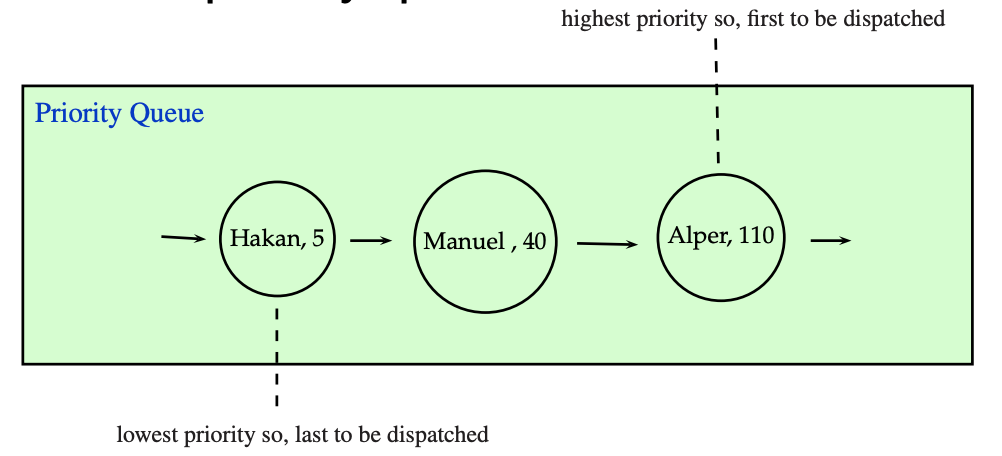 highest priority so, first to be dispatched
Priority Queue
Hakan, 5
Manuel , 40
Alper, 110
lowest priority so, last to be dispatched